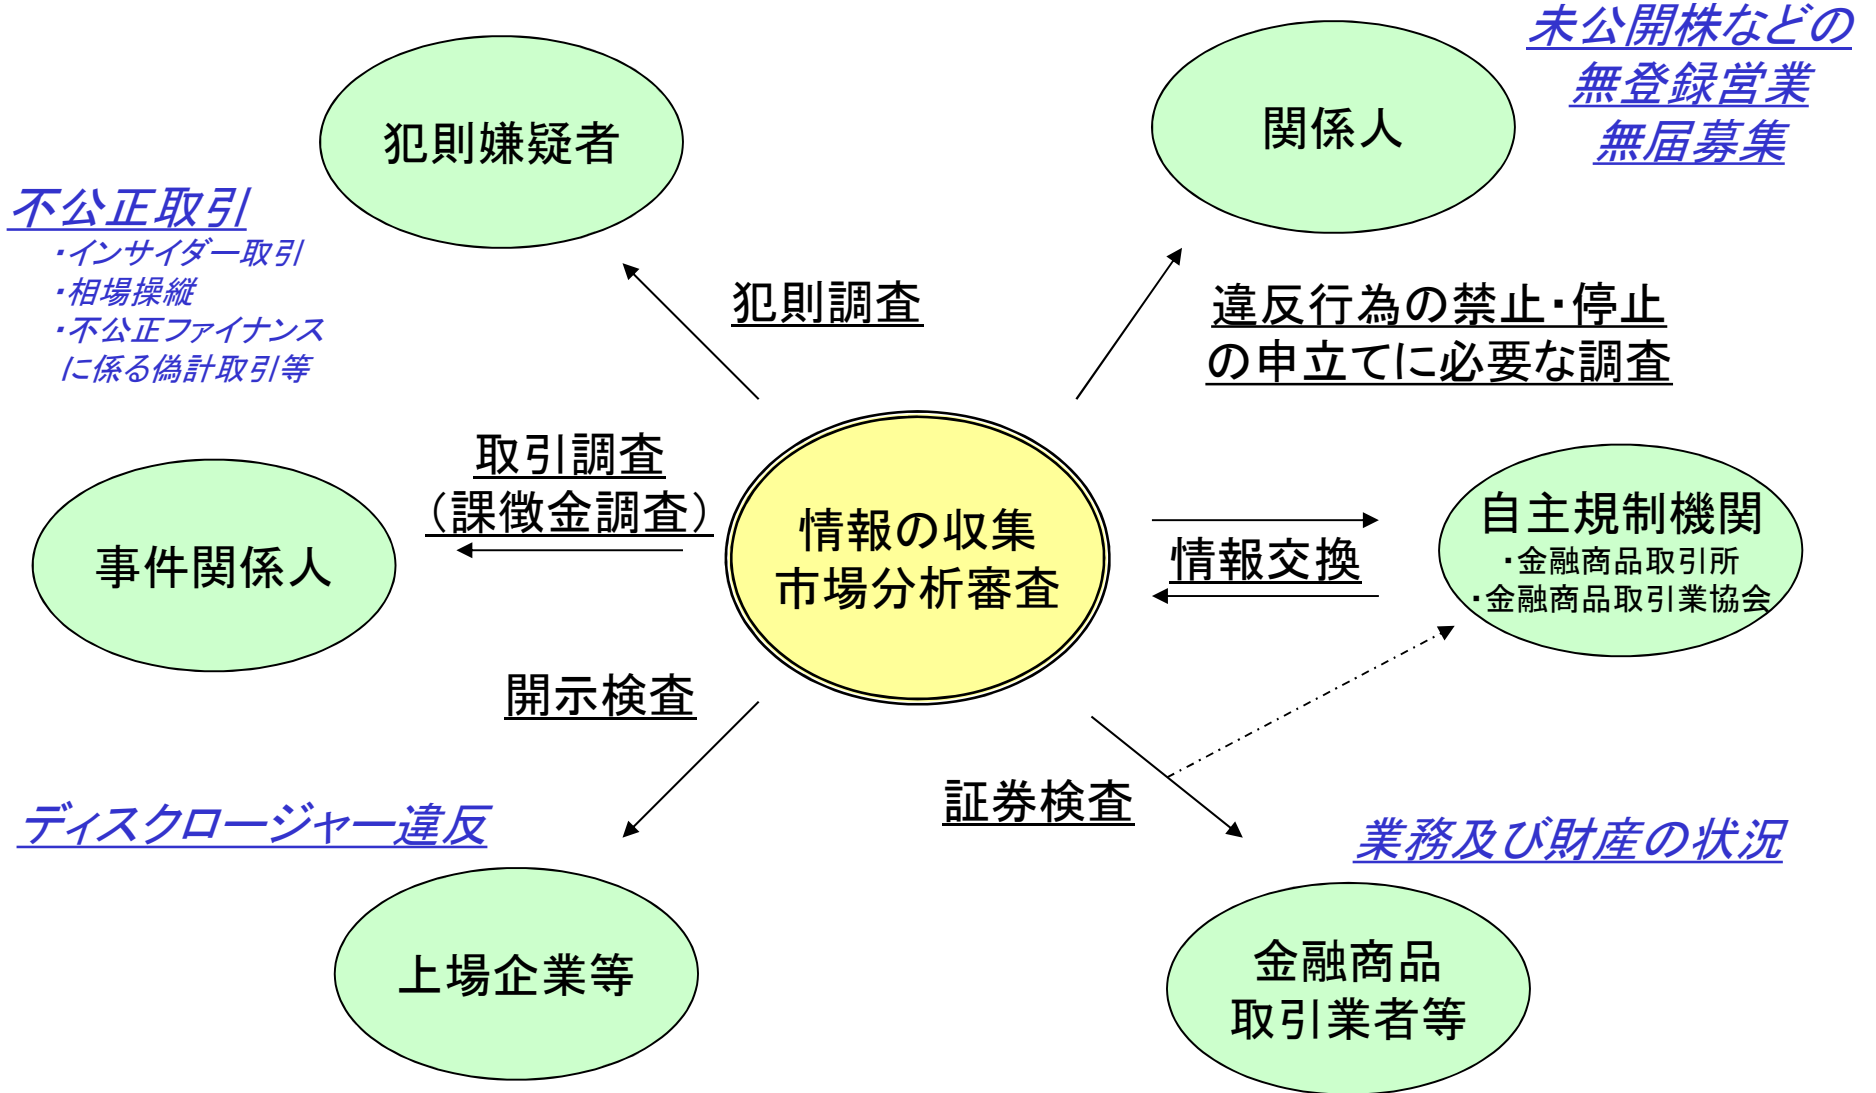 未公開株などの
無登録営業
無届募集
犯則嫌疑者
関係人
不公正取引
・インサイダー取引
・相場操縦
・不公正ファイナンス
に係る偽計取引等
犯則調査
違反行為の禁止・停止
の申立てに必要な調査
取引調査
（課徴金調査）
事件関係人
情報の収集
市場分析審査
情報交換
自主規制機関
・金融商品取引所
・金融商品取引業協会
開示検査
証券検査
ディスクロージャー違反
業務及び財産の状況
上場企業等
金融商品
取引業者等